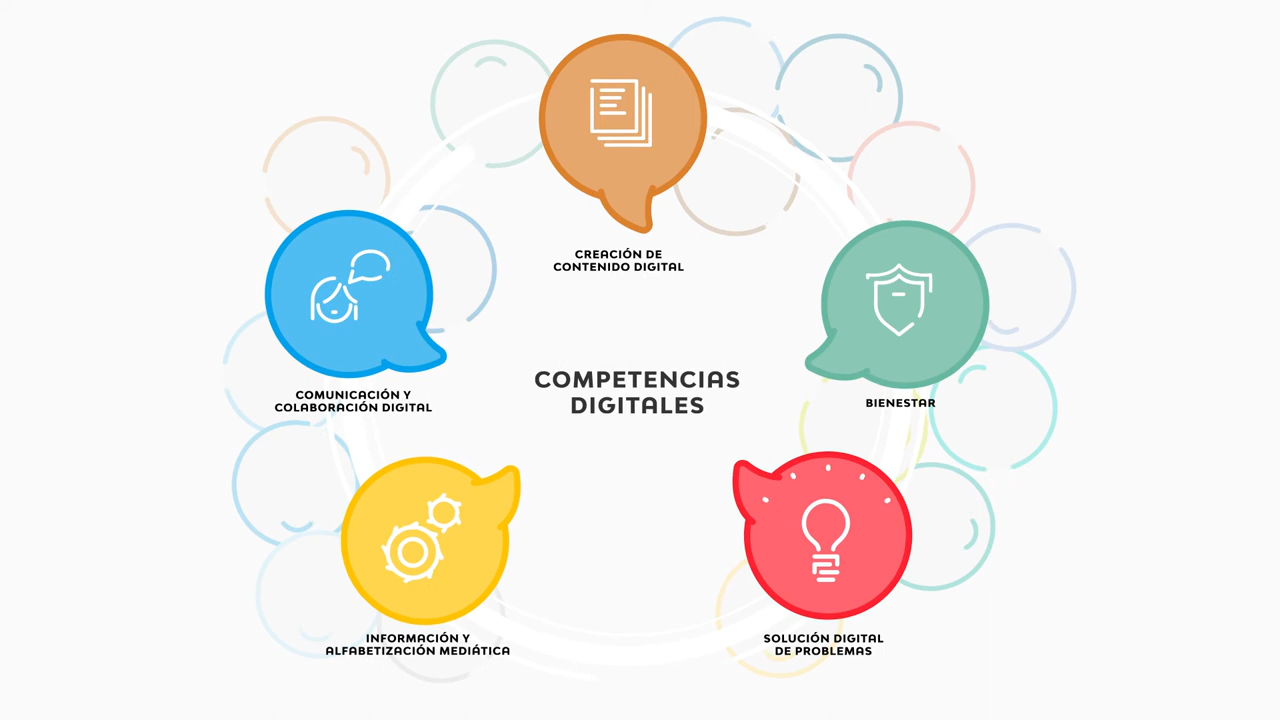 CREACIÓN DE
CONTENIDO DIGITAL
COMUNICACIÓN Y
COLABORACIÓN DIGITAL
COMPETENCIAS
DIGITALES
BIENESTAR
INFORMACIÓN Y
ALFABETIZACIÓN MEDIÁTICA
SOLUCIÓN DIGITAL
DE PROBLEMAS